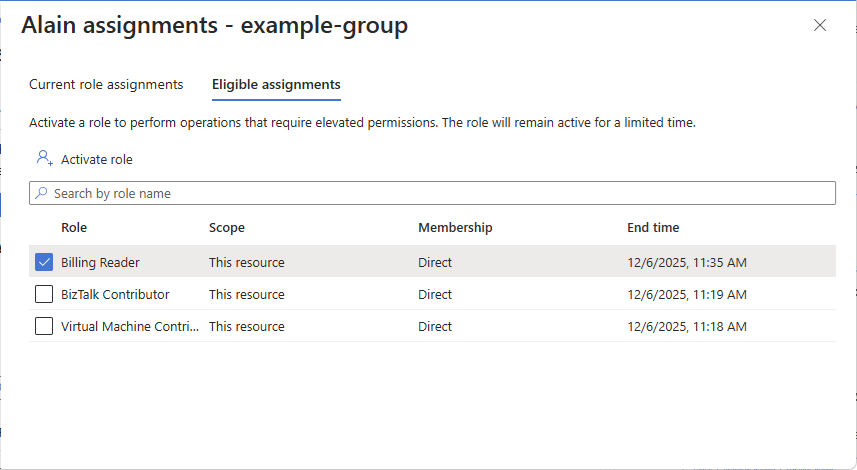 Alain assignments - example-group
Current role assignments Eligible assignments
Activate a role to perform operations that require elevated permissions. The role will remain active for a limited time.
Activate role
Search by role name
Role Scope Membership End time
Billing Reader This resource Direct 12/6/2025, 11:35 AM
BizTalk Contributor This resource Direct 12/6/2025, 11:19 AM
Virtual Machine Contri... This resource Direct 12/6/2025, 11:18 AM